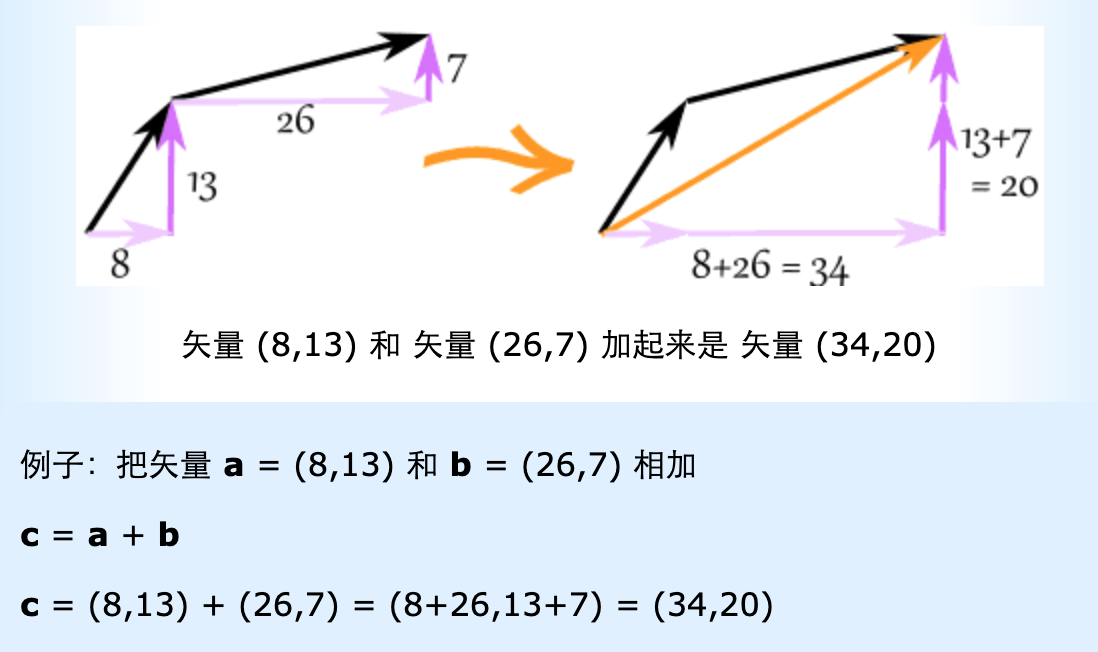 7
26
13
8
13+7
= 20
8+26 = 34
矢量 (8,13) 和 矢量 (26,7) 加起来是 矢量 (34,20)
例子：把矢量 a = (8,13) 和 b = (26,7) 相加
c = a + b
c = (8,13) + (26,7) = (8+26,13+7) = (34,20)